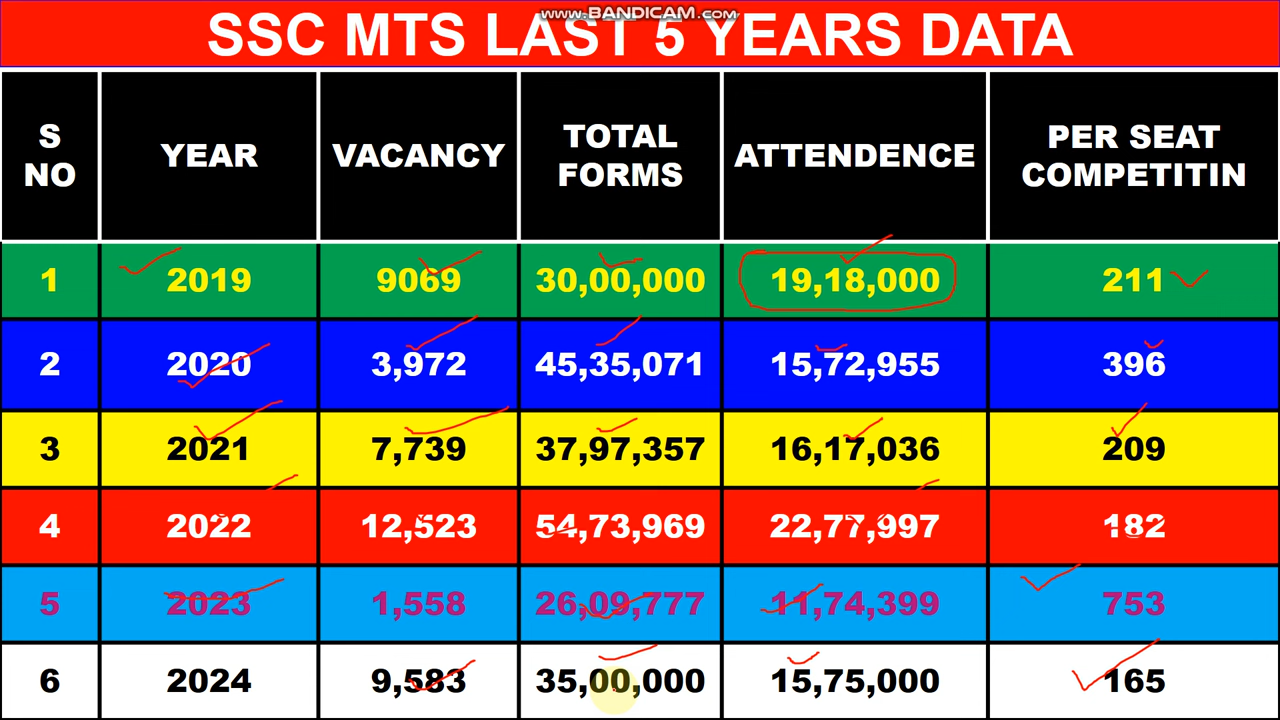 www.BANDICAM.com
SSC MTS LAST 5 YEARS DATA
S NO YEAR VACANCY TOTAL FORMS ATTENDENCE PER SEAT COMPETITIN
1 2019 9069 30,00,000 19,18,000 211
2 2020 3,972 45,35,071 15,72,955 396
3 2021 7,739 37,97,357 16,17,036 209
4 2022 12,523 54,73,969 22,77,997 182
5 2023 1,558 26,09,777 11,74,399 753
6 2024 9,583 35,00,000 15,75,000 165